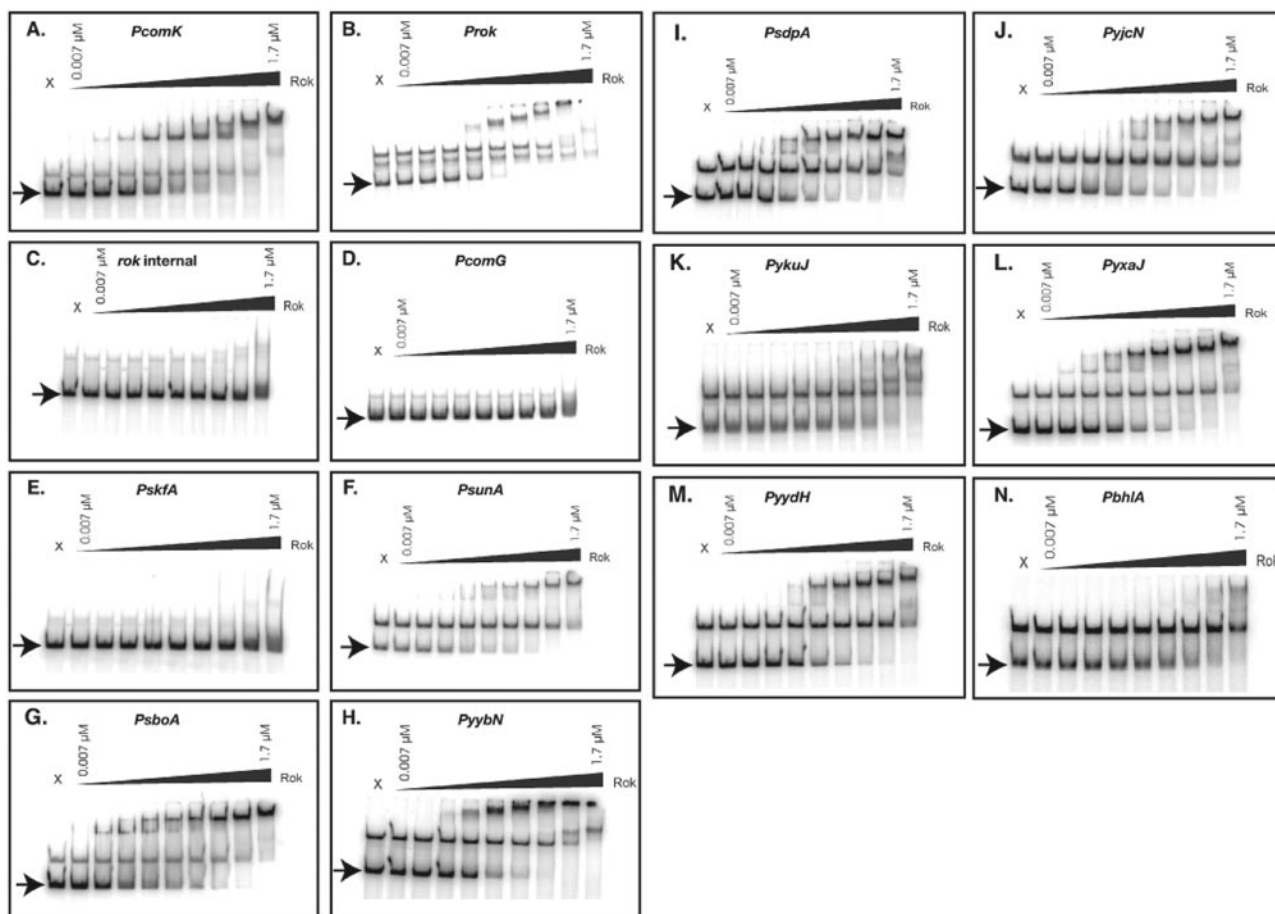 A. PcomK
0.007 µM
1.7 µM
X
Rok
B. Prok
0.007 µM
1.7 µM
X
Rok
C. rok internal
0.007 µM
1.7 µM
X
Rok
D. PcomG
0.007 µM
1.7 µM
X
Rok
E. PskfA
0.007 µM
1.7 µM
X
Rok
F. PsunA
0.007 µM
1.7 µM
X
Rok
G. PsboA
0.007 µM
1.7 µM
X
Rok
H. PyybN
0.007 µM
1.7 µM
X
Rok
I. PsdpA
0.007 µM
1.7 µM
X
Rok
J. PyjcN
0.007 µM
1.7 µM
X
Rok
K. PykuJ
0.007 µM
1.7 µM
X
Rok
L. PyxaJ
0.007 µM
1.7 µM
X
Rok
M. PyydH
0.007 µM
1.7 µM
X
Rok
N. PbhlA
0.007 µM
1.7 µM
X
Rok